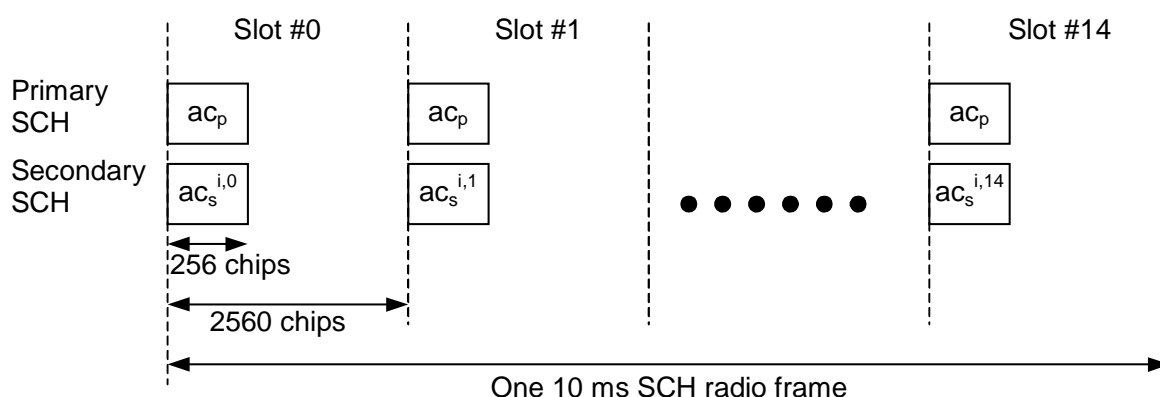 Slot #0 Slot #1 Slot #14
Primary
SCH
ac_p ac_p ac_p
Secondary
SCH
ac_s^i,0 ac_s^i,1 ac_s^i,14
256 chips
2560 chips
One 10 ms SCH radio frame